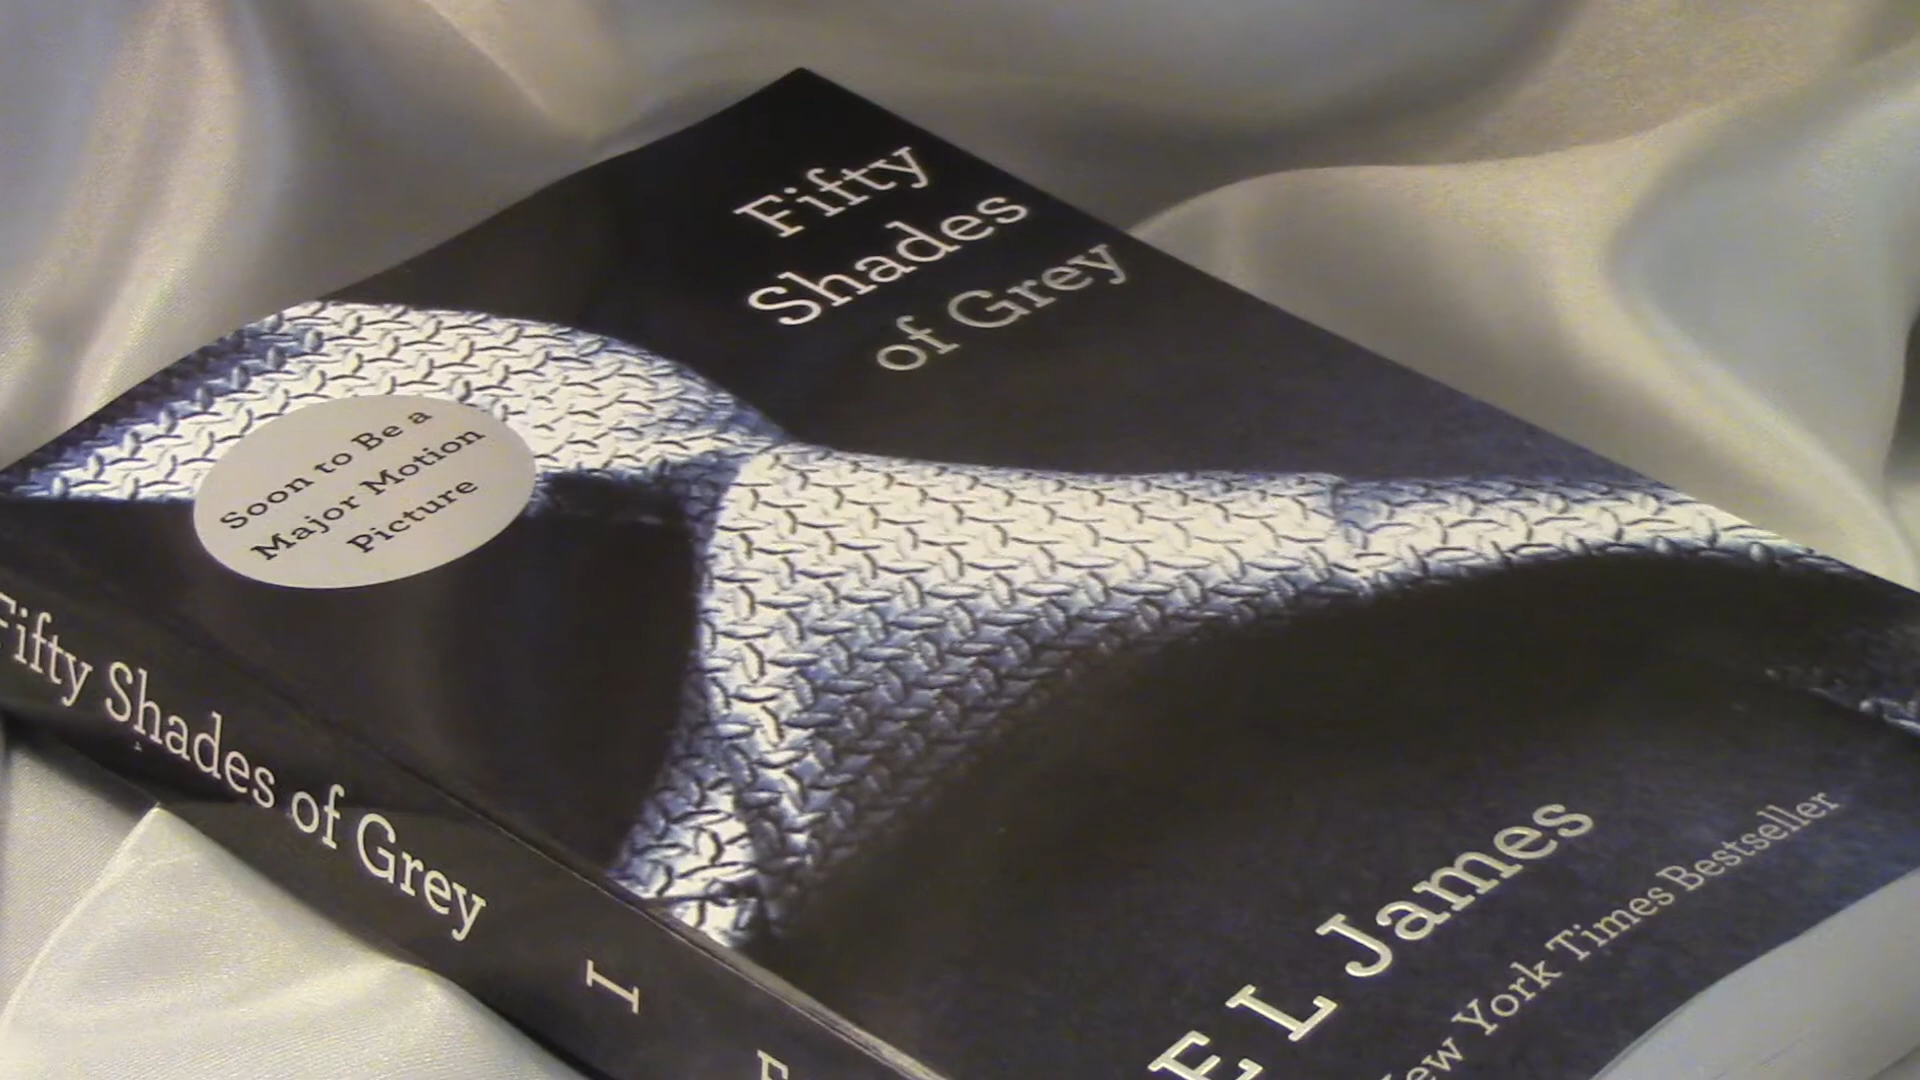 Fifty
Shades
of Grey
Soon to Be a
Major Motion
Picture
E L James
New York Times Bestseller
Fifty Shades of Grey
I